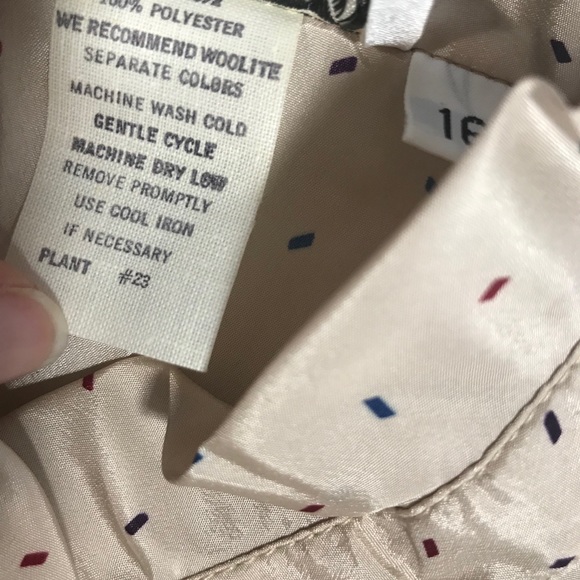 100% POLYESTER
WE RECOMMEND WOOLITE
SEPARATE COLORS
MACHINE WASH COLD
GENTLE CYCLE
MACHINE DRY LOW
REMOVE PROMPTLY
USE COOL IRON
IF NECESSARY
PLANT #23
16